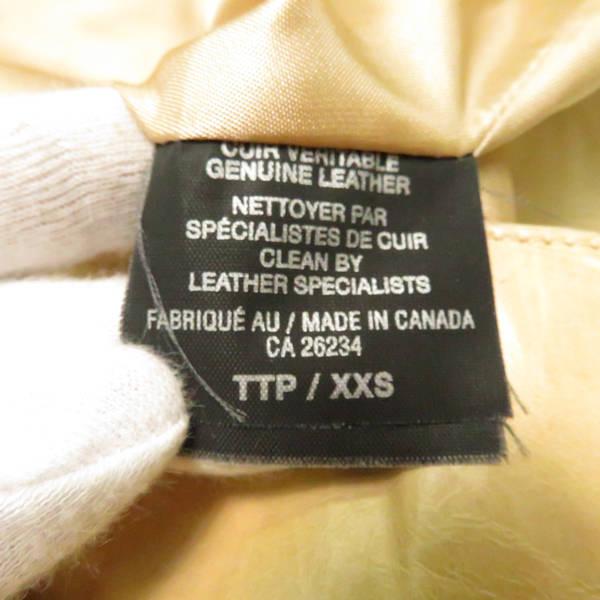 CUIR VERITABLE
GENUINE LEATHER
NETTOYER PAR
SPÉCIALISTES DE CUIR
CLEAN BY
LEATHER SPECIALISTS
FABRIQUÉ AU / MADE IN CANADA
CA 26234
TTP / XXS